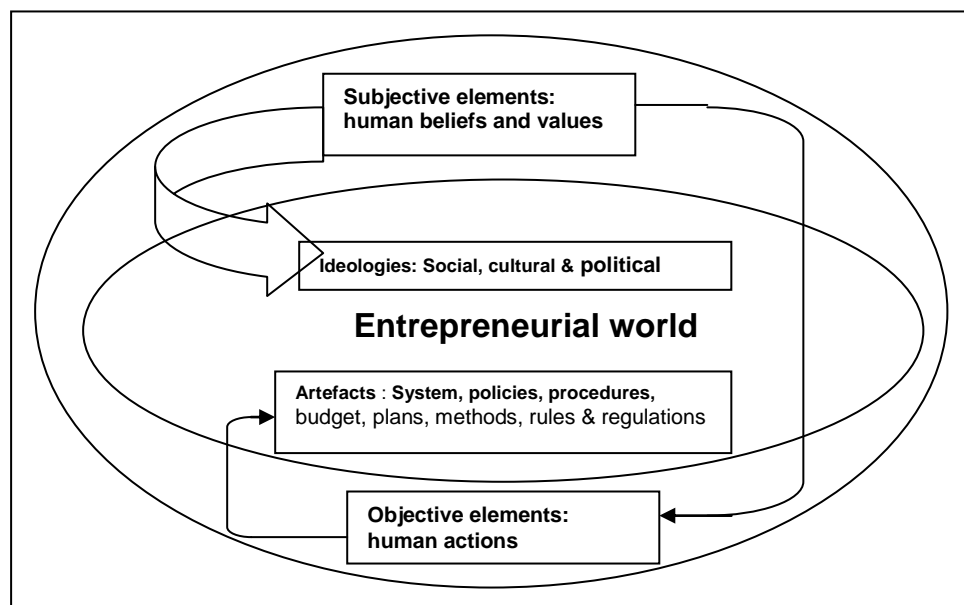 Subjective elements:
human beliefs and values
Ideologies: Social, cultural & political
Entrepreneurial world
Artefacts : System, policies, procedures,
budget, plans, methods, rules & regulations
Objective elements:
human actions